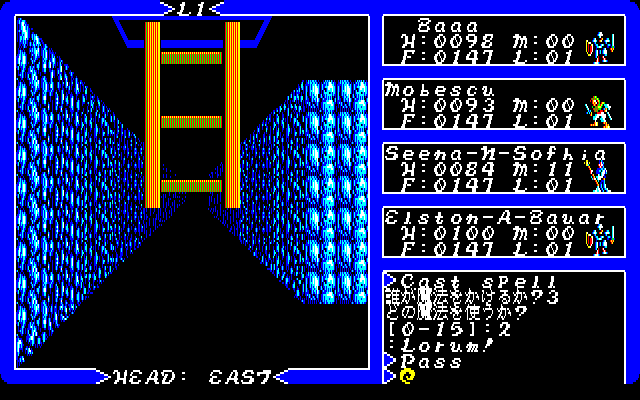 L1
Baaa
H:0098 M:00
F:0147 L:01
Mobescu
H:0093 M:00
F:0147 L:01
Seena-N-Sofhia
H:0084 M:11
F:0147 L:01
Elston-A-Bauar
H:0100 M:00
F:0147 L:01
Cast spell
誰が魔法をかけるか?3
どの魔法を使うか?
[0-15]:2
:Lorum!
Pass
HEAD: EAST